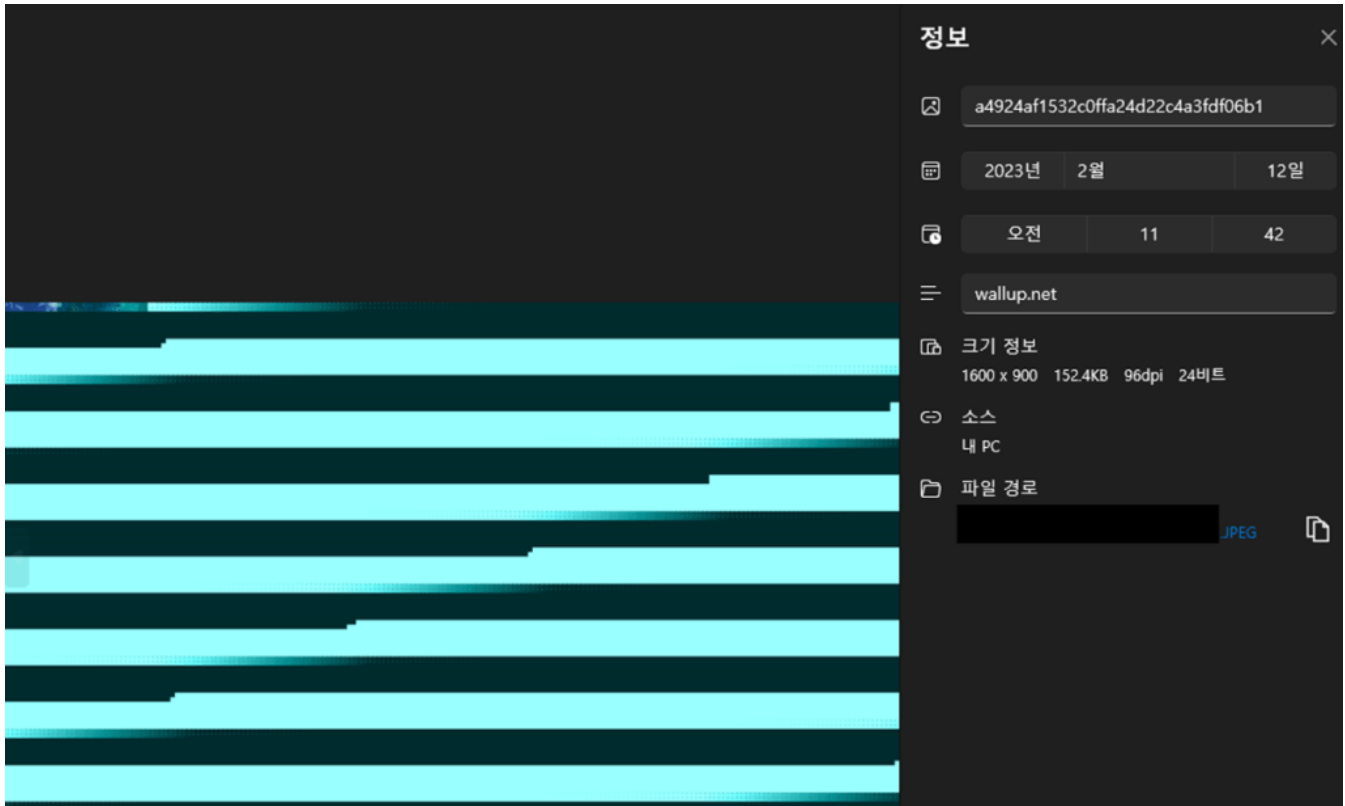 정보
a4924af1532c0ffa24d22c4a3fdf06b1
2023년 2월 12일
오전 11 42
wallup.net
크기 정보
1600 x 900 152.4KB 96dpi 24비트
소스
내 PC
파일 경로
.JPEG